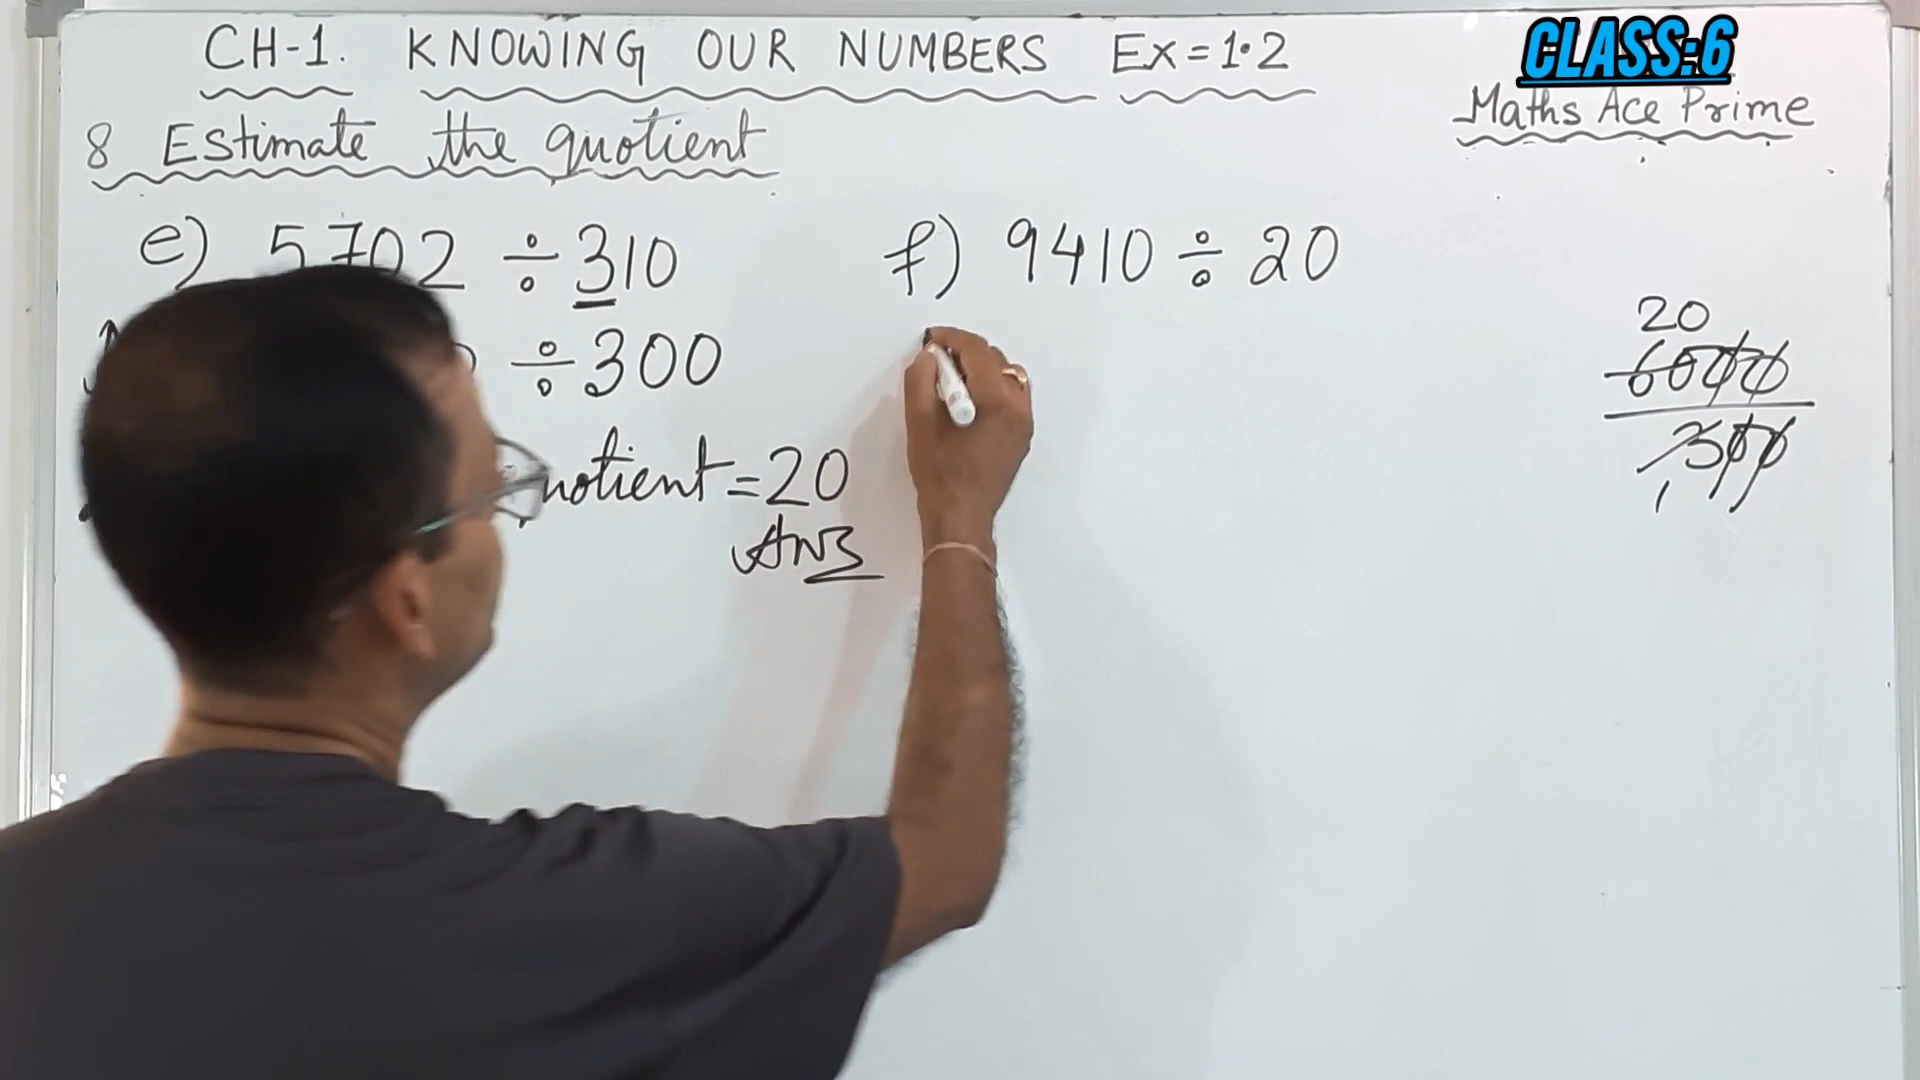 CH-1. KNOWING OUR NUMBERS Ex=1.2
CLASS:6
Maths Ace Prime
8 Estimate the quotient
e) 5702 ÷ 310
÷ 300
= 20
Ans
f) 9410 ÷ 20
20
6000
300
1